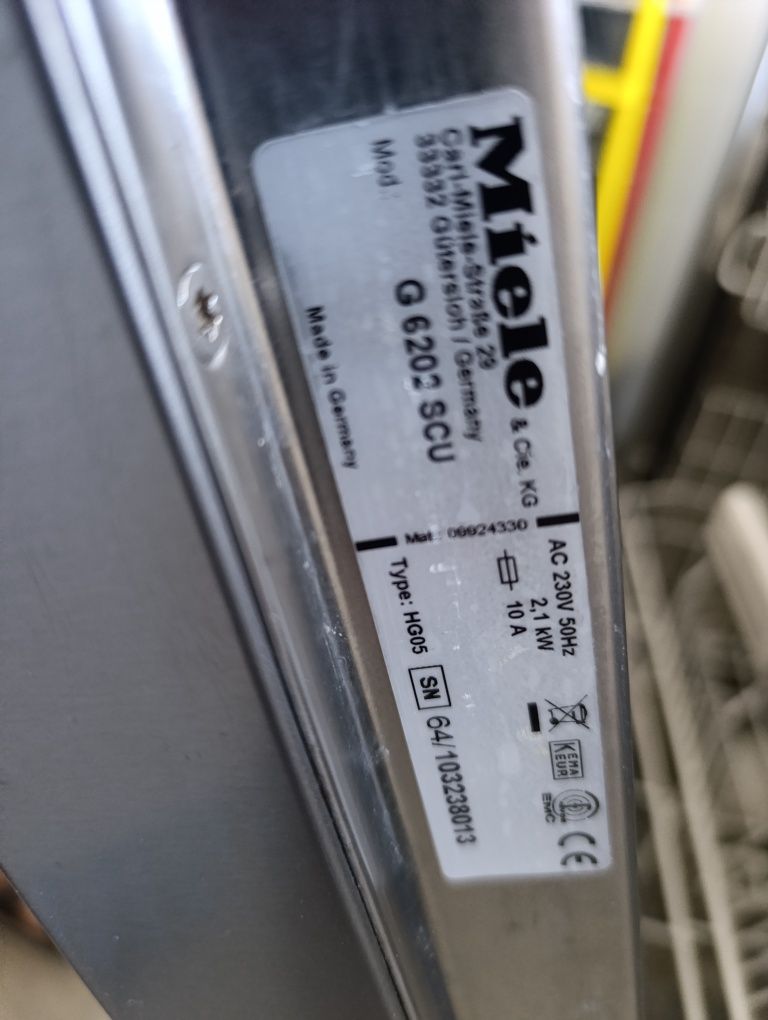 Miele & Cie. KG
Carl-Miele-Straße 29
33332 Gütersloh / Germany
Mod.: G 6202 SCU
Made in Germany
Mat.: 09924330
AC 230V 50Hz
2,1 kW
10 A
Type: HG05
SN 64/103238013
KEMA
KEUR
EMC
CE